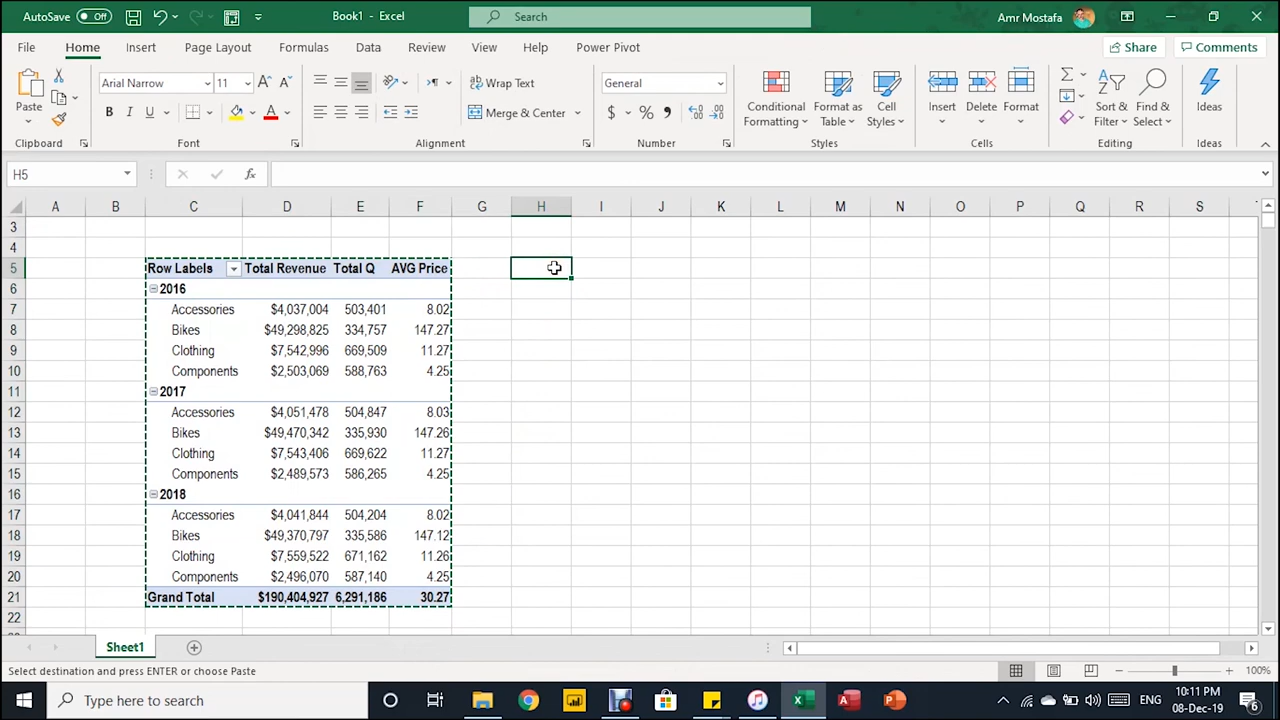 AutoSave Off Book1 - Excel Search Amr Mostafa
File Home Insert Page Layout Formulas Data Review View Help Power Pivot Share Comments
Arial Narrow 11 Wrap Text General
Paste B I U A Merge & Center $ % Conditional Formatting Format as Table Cell Styles Insert Delete Format Sort & Filter Find & Select Ideas
Clipboard Font Alignment Number Styles Cells Editing Ideas
H5 fx
A B C D E F G H I J K L M N O P Q R S
3
4
5 Row Labels Total Revenue Total Q AVG Price
6 2016
7 Accessories $4,037,004 503,401 8.02
8 Bikes $49,298,825 334,757 147.27
9 Clothing $7,542,996 669,509 11.27
10 Components $2,503,069 588,763 4.25
11 2017
12 Accessories $4,051,478 504,847 8.03
13 Bikes $49,470,342 335,930 147.26
14 Clothing $7,543,406 669,622 11.27
15 Components $2,489,573 586,265 4.25
16 2018
17 Accessories $4,041,844 504,204 8.02
18 Bikes $49,370,797 335,586 147.12
19 Clothing $7,559,522 671,162 11.26
20 Components $2,496,070 587,140 4.25
21 Grand Total $190,404,927 6,291,186 30.27
22
Sheet1
Select destination and press ENTER or choose Paste 100%
Type here to search ENG 10:11 PM
08-Dec-19 6